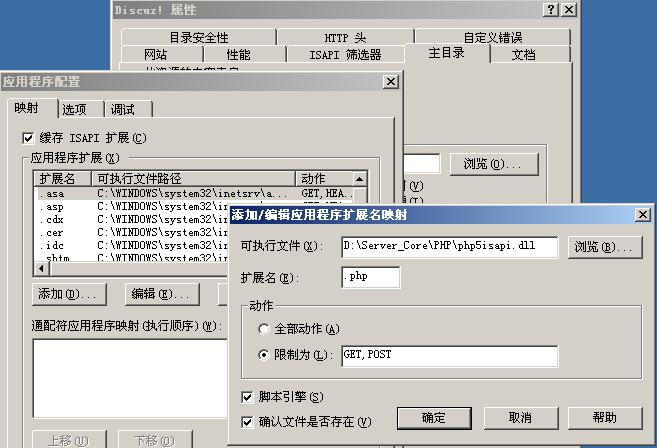 Discuz! 属性
目录安全性 HTTP 头 自定义错误
网站 性能 ISAPI 筛选器 主目录 文档
应用程序配置
映射 选项 调试
缓存 ISAPI 扩展(C)
应用程序扩展(X)
扩展名 可执行文件路径 动作
.asa C:\WINDOWS\system32\inetsrv\a... GET,HEA...
.asp C:\WINDOWS\system32\in
.cdx C:\WINDOWS\system32\in
.cer C:\WINDOWS\system32\in
.idc C:\WINDOWS\system32\in
.shtm C:\WINDOWS\system32\in
添加(D)... 编辑(E)...
通配符应用程序映射(执行顺序)(W):
上移(U) 下移(O)
浏览(O)...
(V)
添加/编辑应用程序扩展名映射
可执行文件(X): D:\Server_Core\PHP\php5isapi.dll 浏览(B)...
扩展名(E): .php
动作
全部动作(A)
限制为(L): GET,POST
脚本引擎(S)
确认文件是否存在(V)
确定 取消 帮助